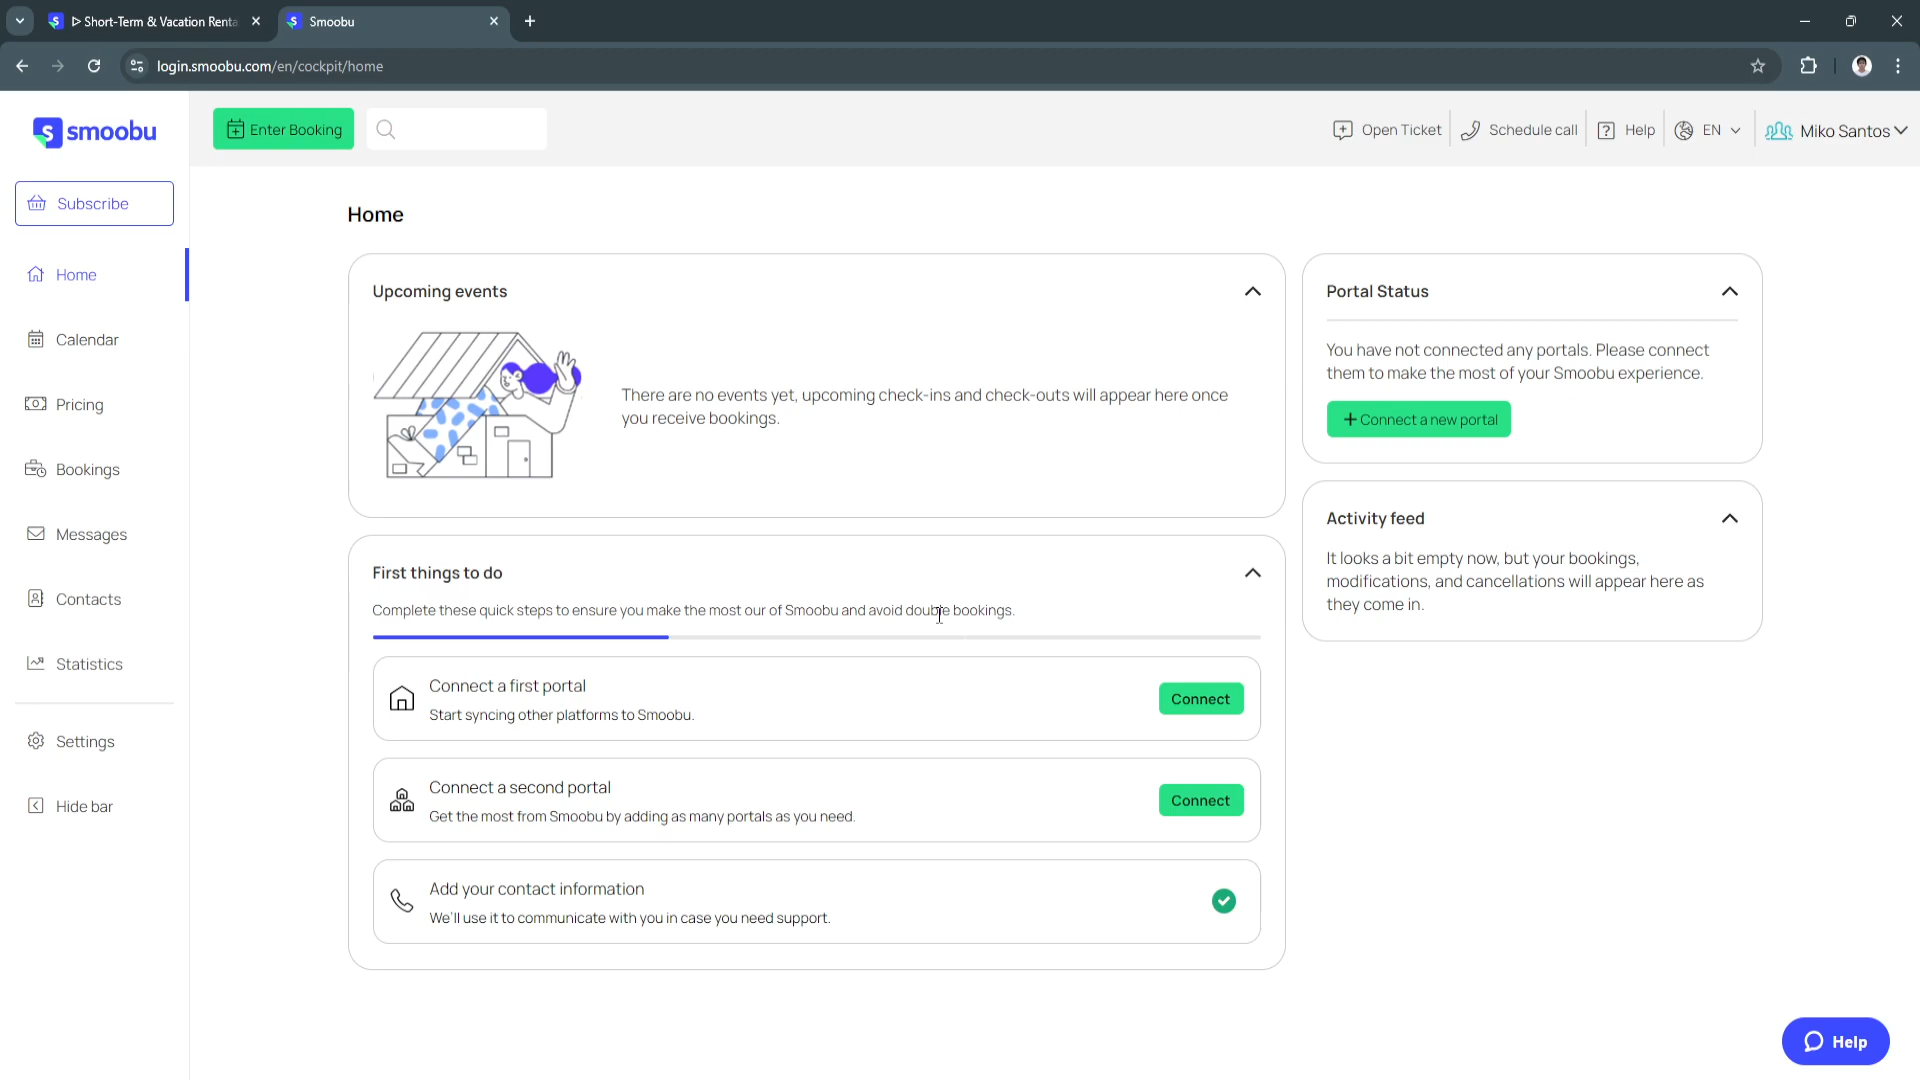 ▷ Short-Term & Vacation Renta
Smoobu
login.smoobu.com/en/cockpit/home
smoobu
Enter Booking
Open Ticket
Schedule call
Help
EN
Miko Santos
Subscribe
Home
Calendar
Pricing
Bookings
Messages
Contacts
Statistics
Settings
Hide bar
Home
Upcoming events
There are no events yet, upcoming check-ins and check-outs will appear here once
you receive bookings.
First things to do
Complete these quick steps to ensure you make the most our of Smoobu and avoid double bookings.
Connect a first portal
Start syncing other platforms to Smoobu.
Connect
Connect a second portal
Get the most from Smoobu by adding as many portals as you need.
Connect
Add your contact information
We'll use it to communicate with you in case you need support.
Portal Status
You have not connected any portals. Please connect
them to make the most of your Smoobu experience.
+ Connect a new portal
Activity feed
It looks a bit empty now, but your bookings,
modifications, and cancellations will appear here as
they come in.
Help